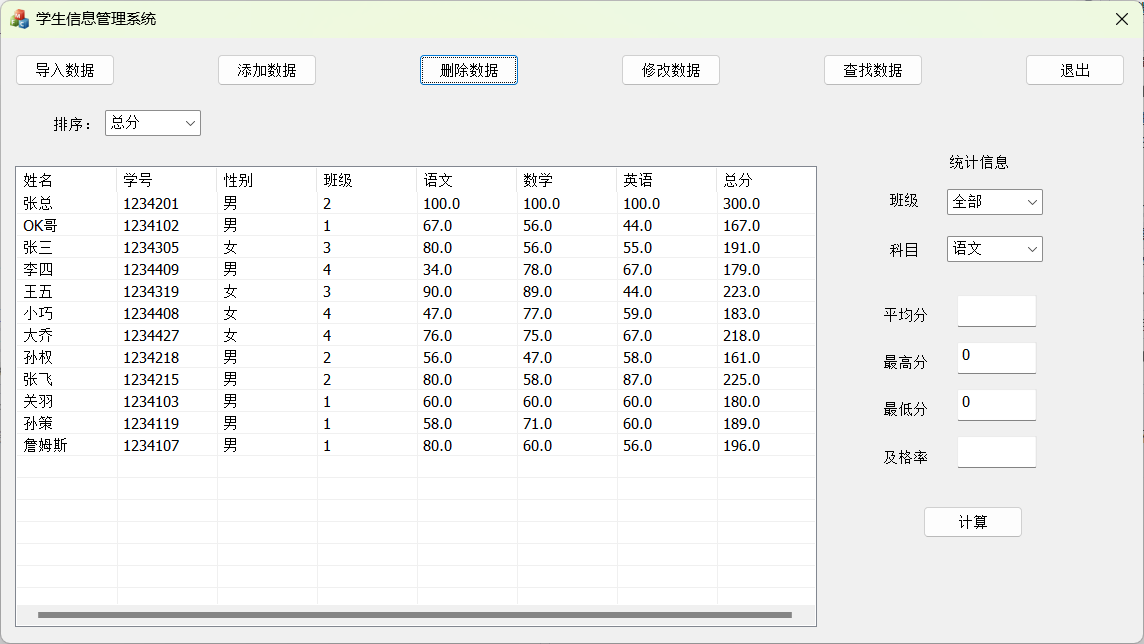 学生信息管理系统
导入数据 添加数据 删除数据 修改数据 查找数据 退出
排序： 总分
姓名 学号 性别 班级 语文 数学 英语 总分
张总 1234201 男 2 100.0 100.0 100.0 300.0
OK哥 1234102 男 1 67.0 56.0 44.0 167.0
张三 1234305 女 3 80.0 56.0 55.0 191.0
李四 1234409 男 4 34.0 78.0 67.0 179.0
王五 1234319 女 3 90.0 89.0 44.0 223.0
小巧 1234408 女 4 47.0 77.0 59.0 183.0
大乔 1234427 女 4 76.0 75.0 67.0 218.0
孙权 1234218 男 2 56.0 47.0 58.0 161.0
张飞 1234215 男 2 80.0 58.0 87.0 225.0
关羽 1234103 男 1 60.0 60.0 60.0 180.0
孙策 1234119 男 1 58.0 71.0 60.0 189.0
詹姆斯 1234107 男 1 80.0 60.0 56.0 196.0
统计信息
班级 全部
科目 语文
平均分
最高分 0
最低分 0
及格率
计算